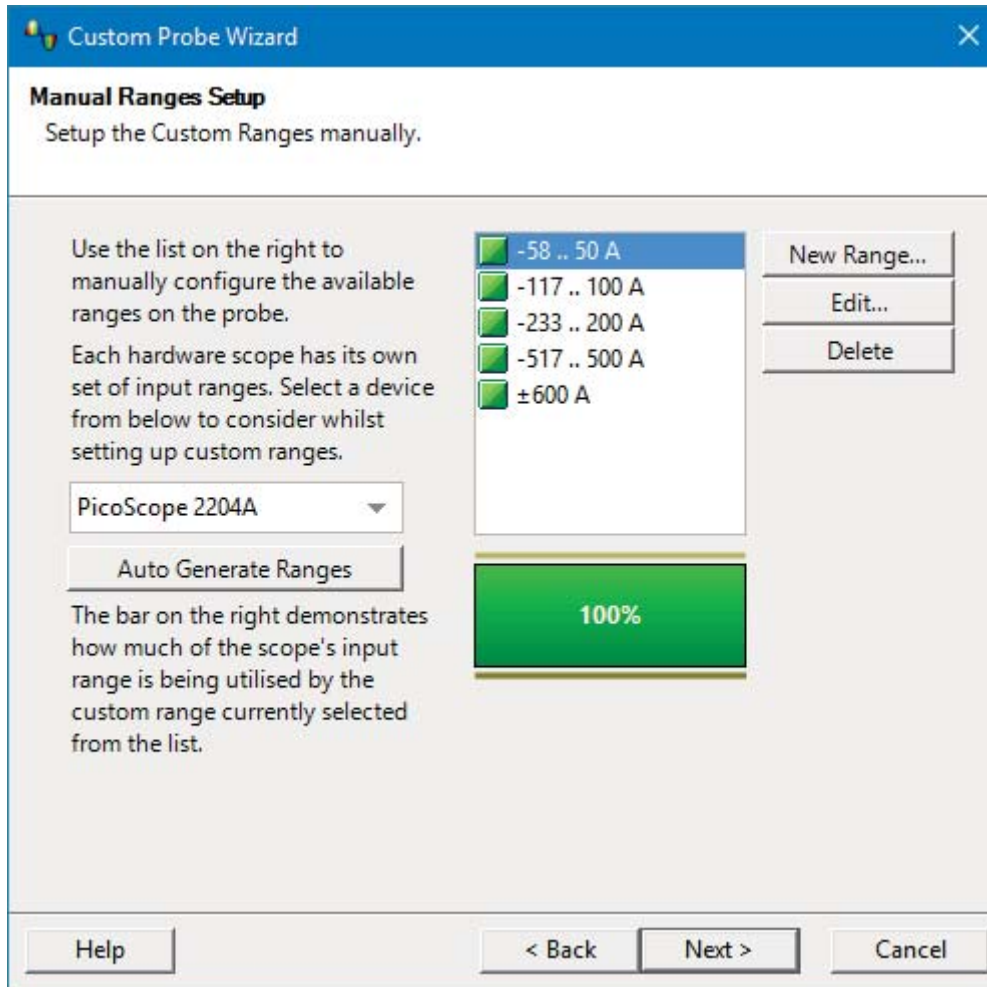 Custom Probe Wizard
Manual Ranges Setup
Setup the Custom Ranges manually.
Use the list on the right to
manually configure the available
ranges on the probe.
Each hardware scope has its own
set of input ranges. Select a device
from below to consider whilst
setting up custom ranges.
PicoScope 2204A
Auto Generate Ranges
The bar on the right demonstrates
how much of the scope's input
range is being utilised by the
custom range currently selected
from the list.
-58 .. 50 A
-117 .. 100 A
-233 .. 200 A
-517 .. 500 A
±600 A
100%
New Range...
Edit...
Delete
Help
< Back
Next >
Cancel